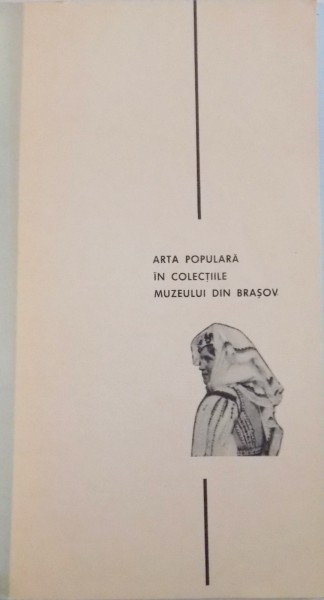 ARTA POPULARĂ
ÎN COLECȚIILE
MUZEULUI DIN BRAȘOV